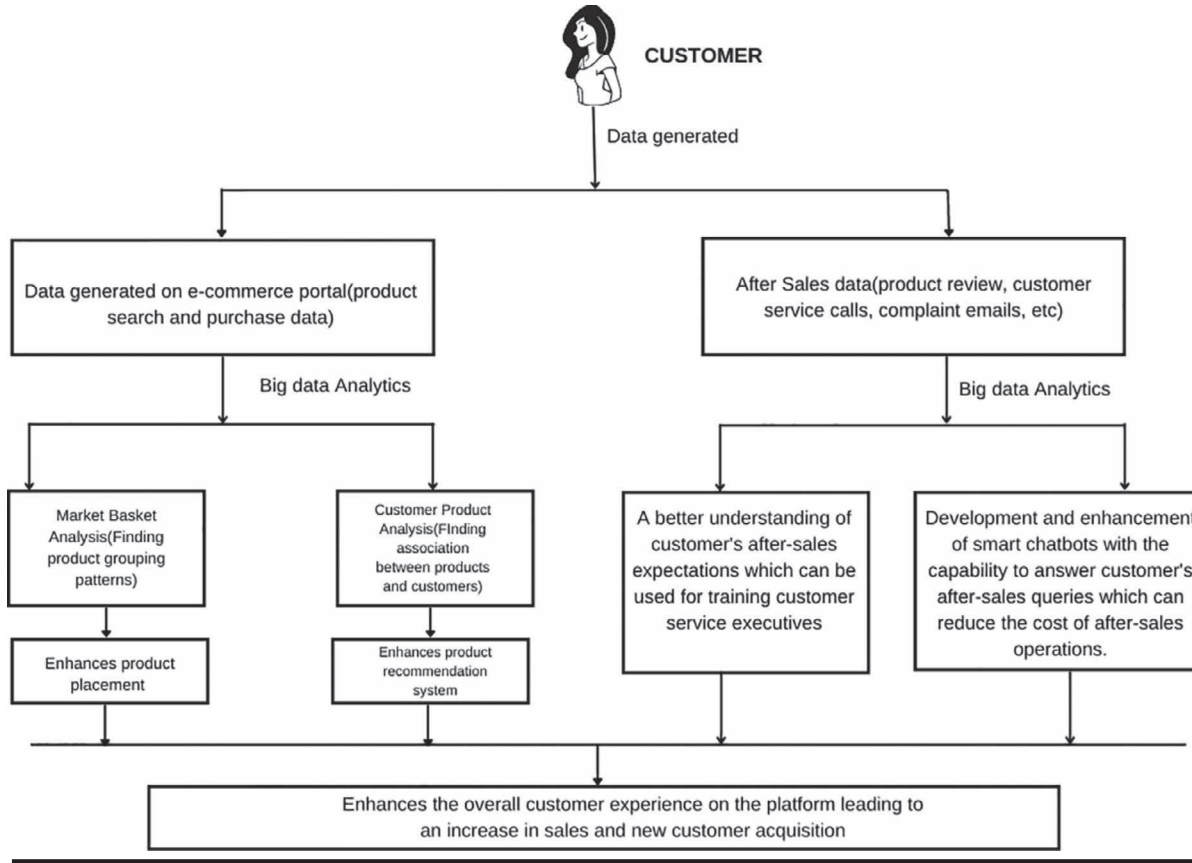 CUSTOMER
Data generated
Data generated on e-commerce portal(product
search and purchase data)
After Sales data(product review, customer
service calls, complaint emails, etc)
Big data Analytics
Big data Analytics
Market Basket
Analysis(Finding
product grouping
patterns)
Customer Product
Analysis(FInding
association
between products
and customers)
A better understanding of
customer's after-sales
expectations which can be
used for training customer
service executives
Development and enhancement
of smart chatbots with the
capability to answer customer's
after-sales queries which can
reduce the cost of after-sales
operations.
Enhances product
placement
Enhances product
recommendation
system
Enhances the overall customer experience on the platform leading to
an increase in sales and new customer acquisition